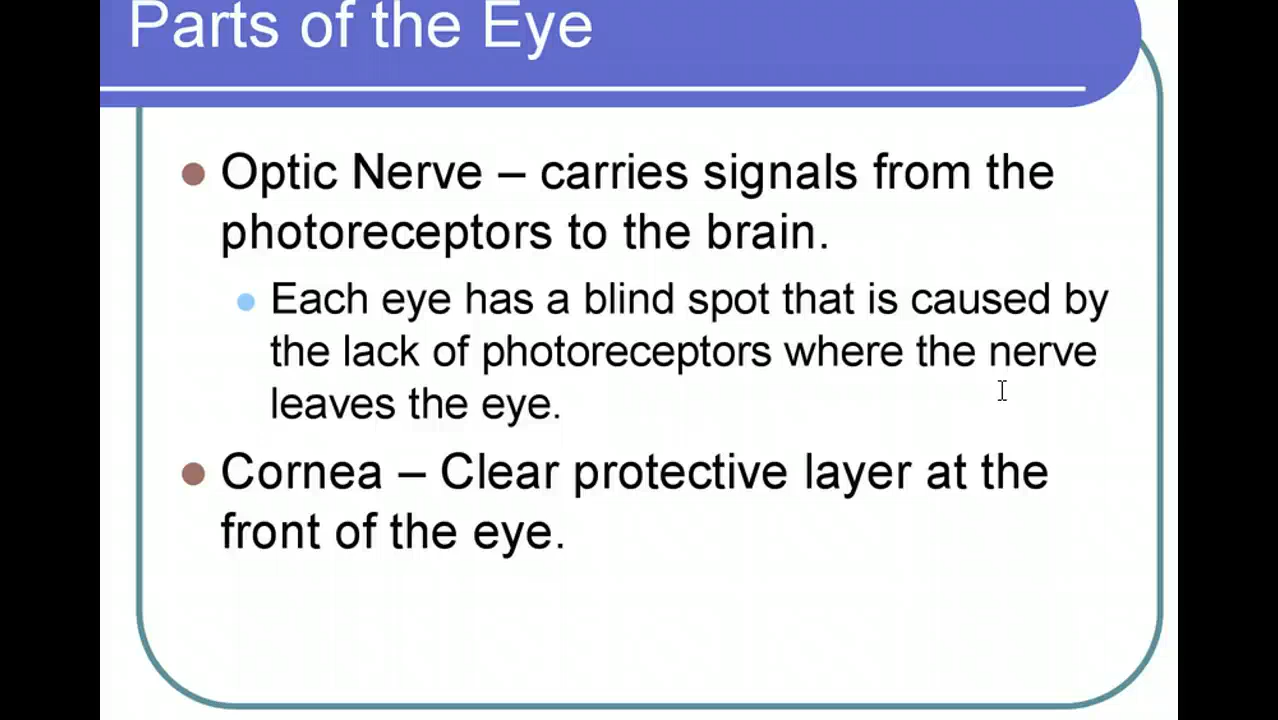 Parts of the Eye
Optic Nerve – carries signals from the
photoreceptors to the brain.
Each eye has a blind spot that is caused by
the lack of photoreceptors where the nerve
leaves the eye.
Cornea – Clear protective layer at the
front of the eye.